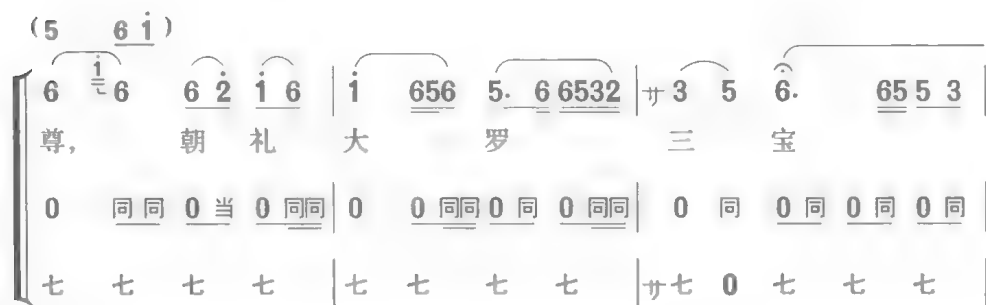 (5 6 i̇)
6 i̇ 6 6 2̇ i̇ 6 | i̇ 656 5. 6 6532 | サ 3 5 6. 65 5 3
尊, 朝 礼 大 罗 三 宝
0 同 同 0 当 0 同同 | 0 0 同同 0 同 0 同同 | 0 同 0 同 0 同 0 同
七 七 七 七 | 七 七 七 七 | サ 七 0 七 七 七